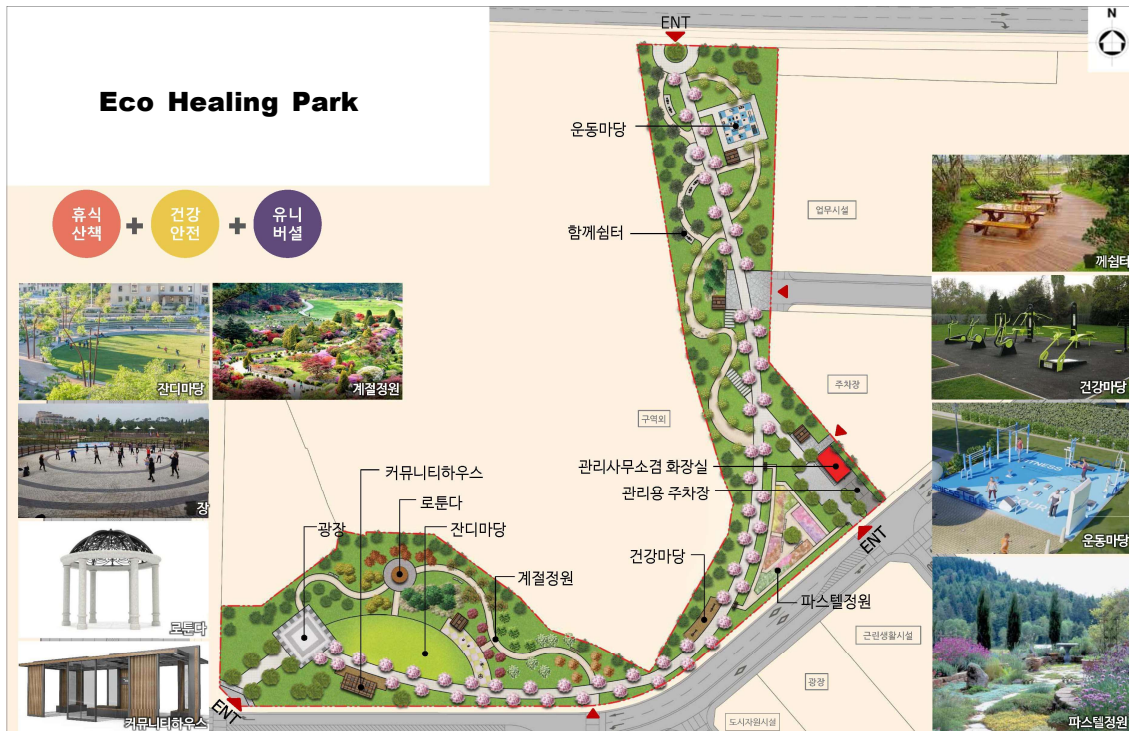 ENT
N
Eco Healing Park
운동마당
휴식
산책
+
건강
안전
+
유니
버셜
업무시설
함께쉼터
께쉼터
건강마당
잔디마당
계절정원
주차장
구역외
관리사무소겸 화장실
커뮤니티하우스
관리용 주차장
로툰다
장
광장
잔디마당
ENT
운동마당
건강마당
계절정원
파스텔정원
로툰다
근린생활시설
광장
커뮤니티하우스
ENT
도시자원시설
파스텔정원